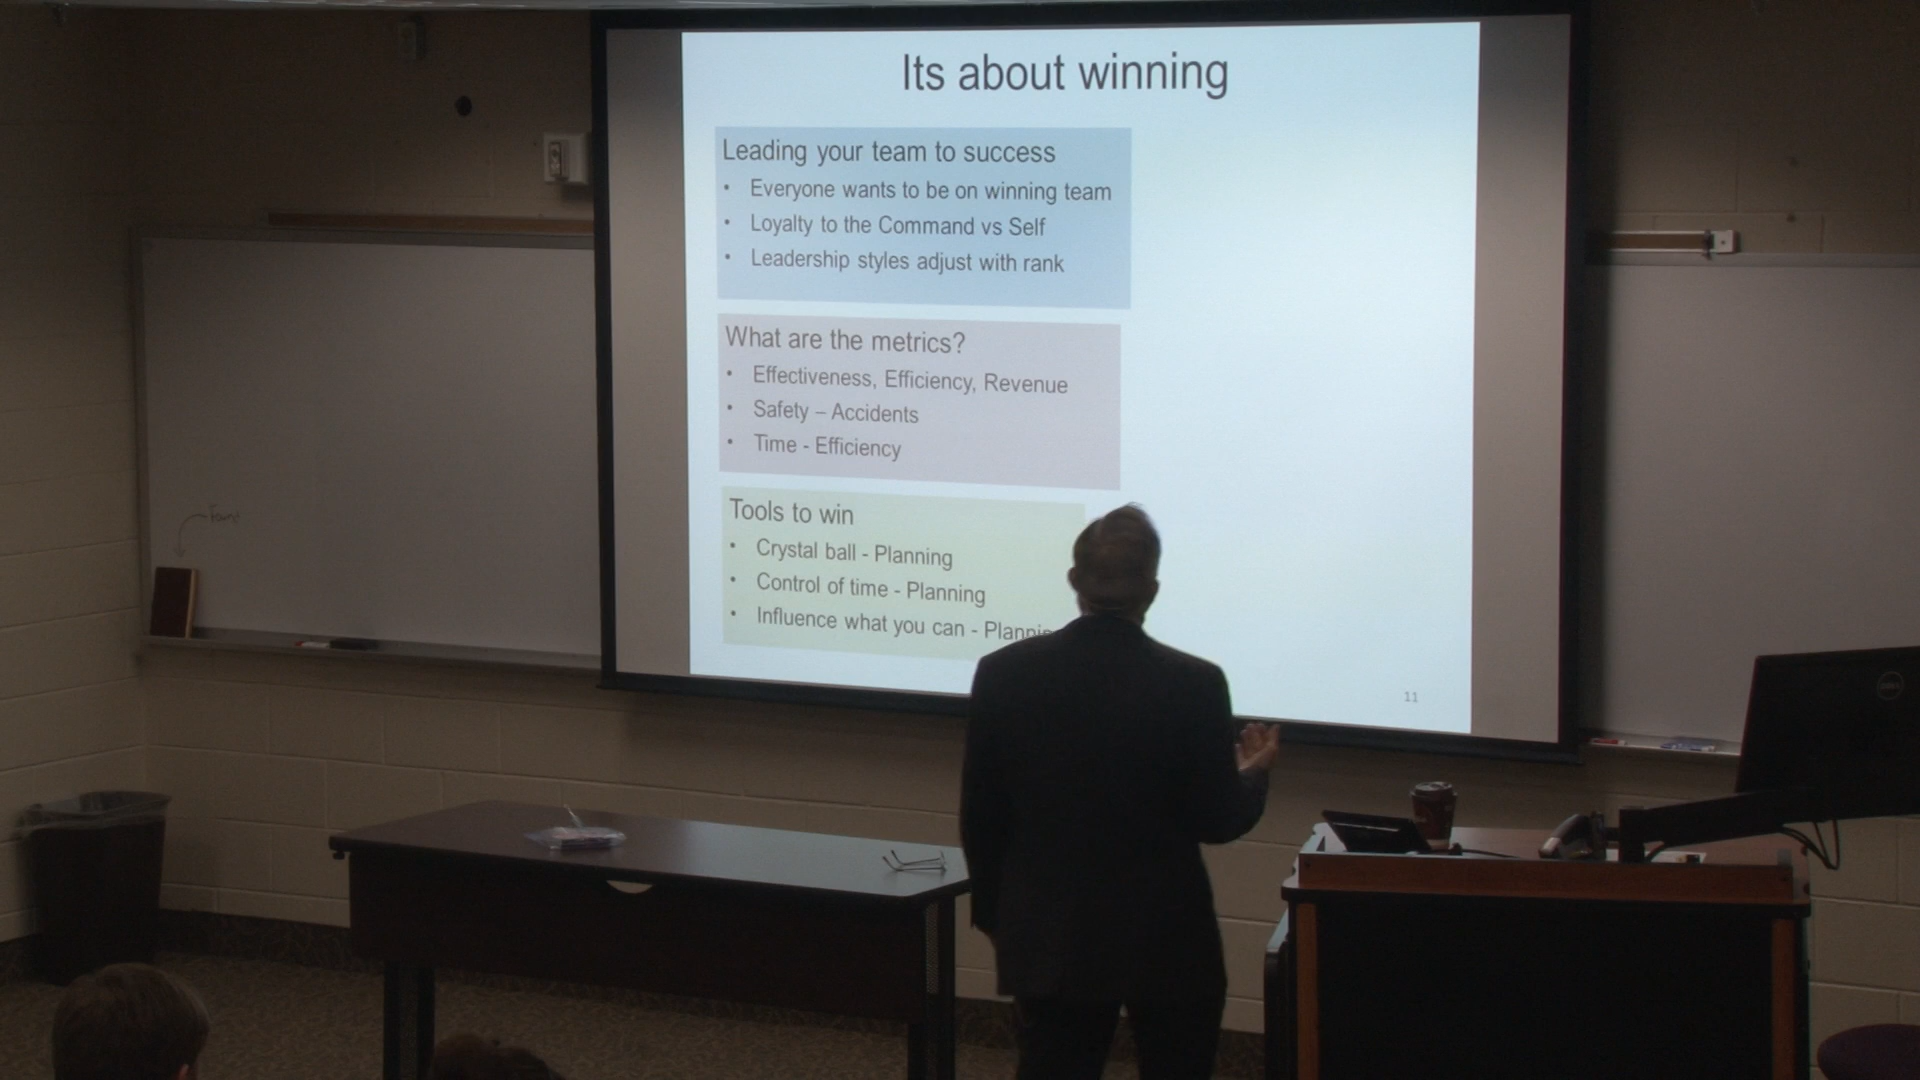 Its about winning
Leading your team to success
• Everyone wants to be on winning team
• Loyalty to the Command vs Self
• Leadership styles adjust with rank
What are the metrics?
• Effectiveness, Efficiency, Revenue
• Safety – Accidents
• Time - Efficiency
Tools to win
• Crystal ball - Planning
• Control of time - Planning
• Influence what you can - Plannin
11
DELL